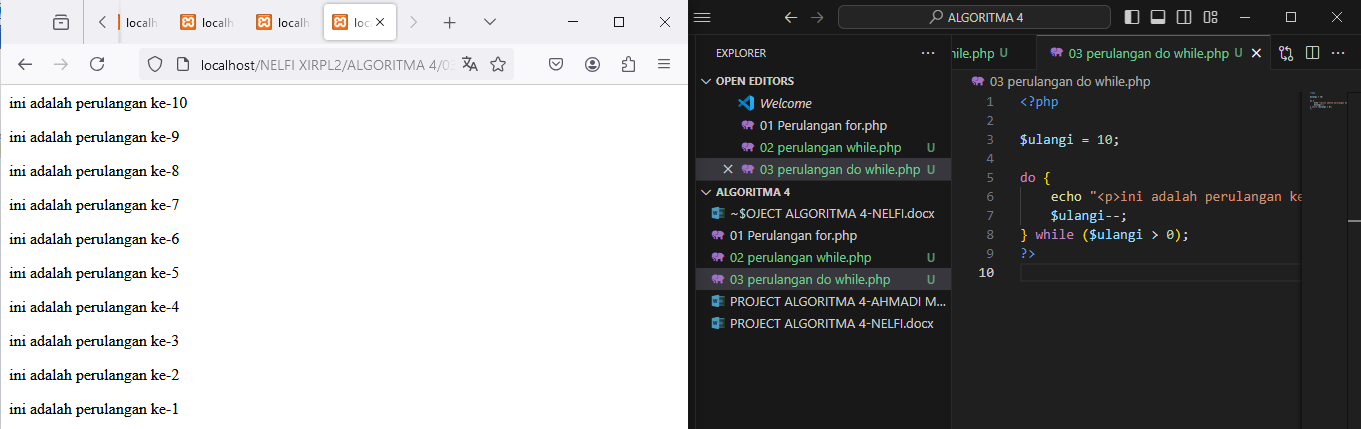 localh
localh
localh
loca
localhost/NELFI XIRPL2/ALGORITMA 4/03
ini adalah perulangan ke-10
ini adalah perulangan ke-9
ini adalah perulangan ke-8
ini adalah perulangan ke-7
ini adalah perulangan ke-6
ini adalah perulangan ke-5
ini adalah perulangan ke-4
ini adalah perulangan ke-3
ini adalah perulangan ke-2
ini adalah perulangan ke-1
ALGORITMA 4
EXPLORER
OPEN EDITORS
Welcome
01 Perulangan for.php
02 perulangan while.php U
03 perulangan do while.php U
ALGORITMA 4
~$OJECT ALGORITMA 4-NELFI.docx
01 Perulangan for.php
02 perulangan while.php U
03 perulangan do while.php U
PROJECT ALGORITMA 4-AHMADI M...
PROJECT ALGORITMA 4-NELFI.docx
hile.php U
03 perulangan do while.php U
03 perulangan do while.php
1 <?php
2
3 $ulangi = 10;
4
5 do {
6 echo "<p>ini adalah perulangan ke
7 $ulangi--;
8 } while ($ulangi > 0);
9 ?>
10